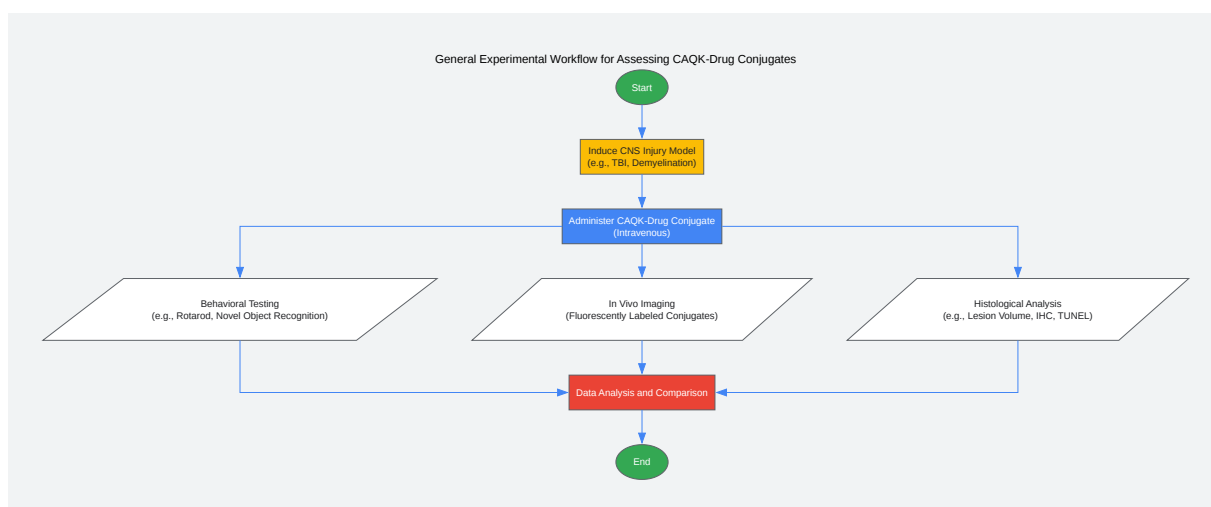 General Experimental Workflow for Assessing CAQK-Drug Conjugates
Start
Induce CNS Injury Model
(e.g., TBI, Demyelination)
Administer CAQK-Drug Conjugate
(Intravenous)
Behavioral Testing
(e.g., Rotarod, Novel Object Recognition)
In Vivo Imaging
(Fluorescently Labeled Conjugates)
Histological Analysis
(e.g., Lesion Volume, IHC, TUNEL)
Data Analysis and Comparison
End